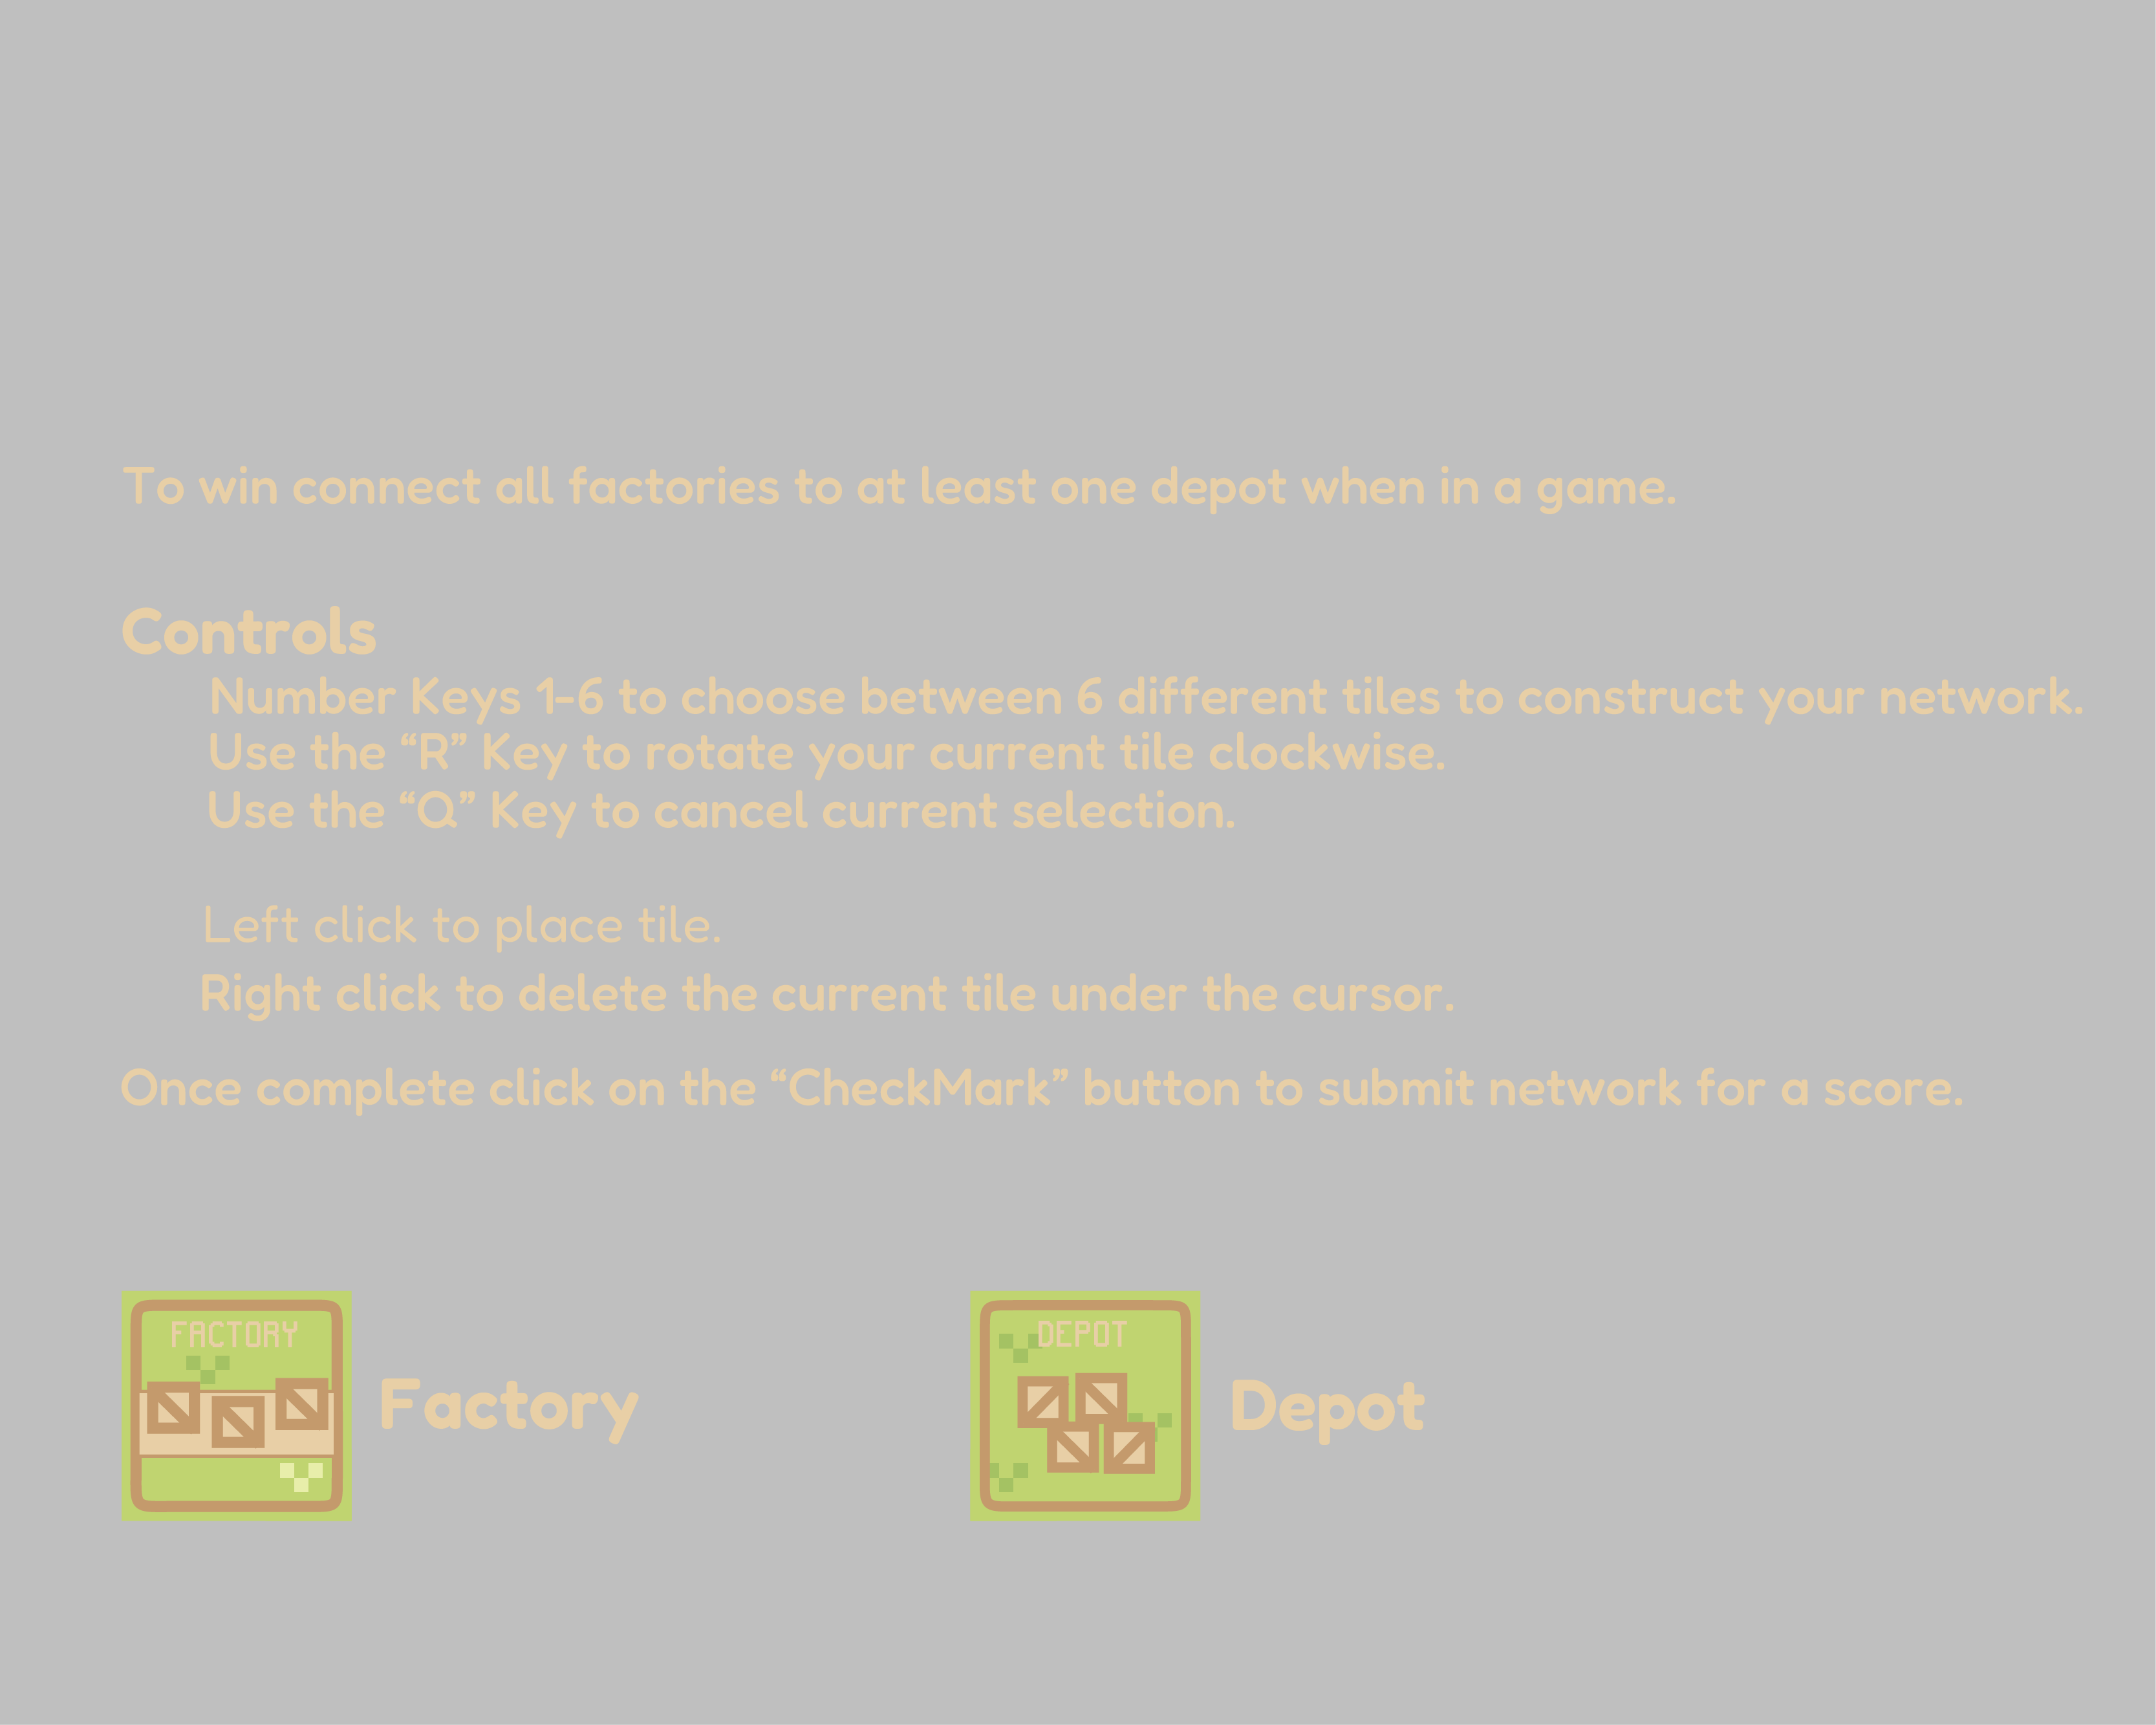 To win connect all factories to at least one depot when in a game.
Controls
Number Keys 1-6 to choose between 6 different tiles to construct your network.
Use the “R” Key to rotate your current tile clockwise.
Use the “Q” Key to cancel current selection.
Left click to place tile.
Right click to delete the current tile under the cursor.
Once complete click on the “CheckMark” button to submit network for a score.
FACTORY
Factory
DEPOT
Depot